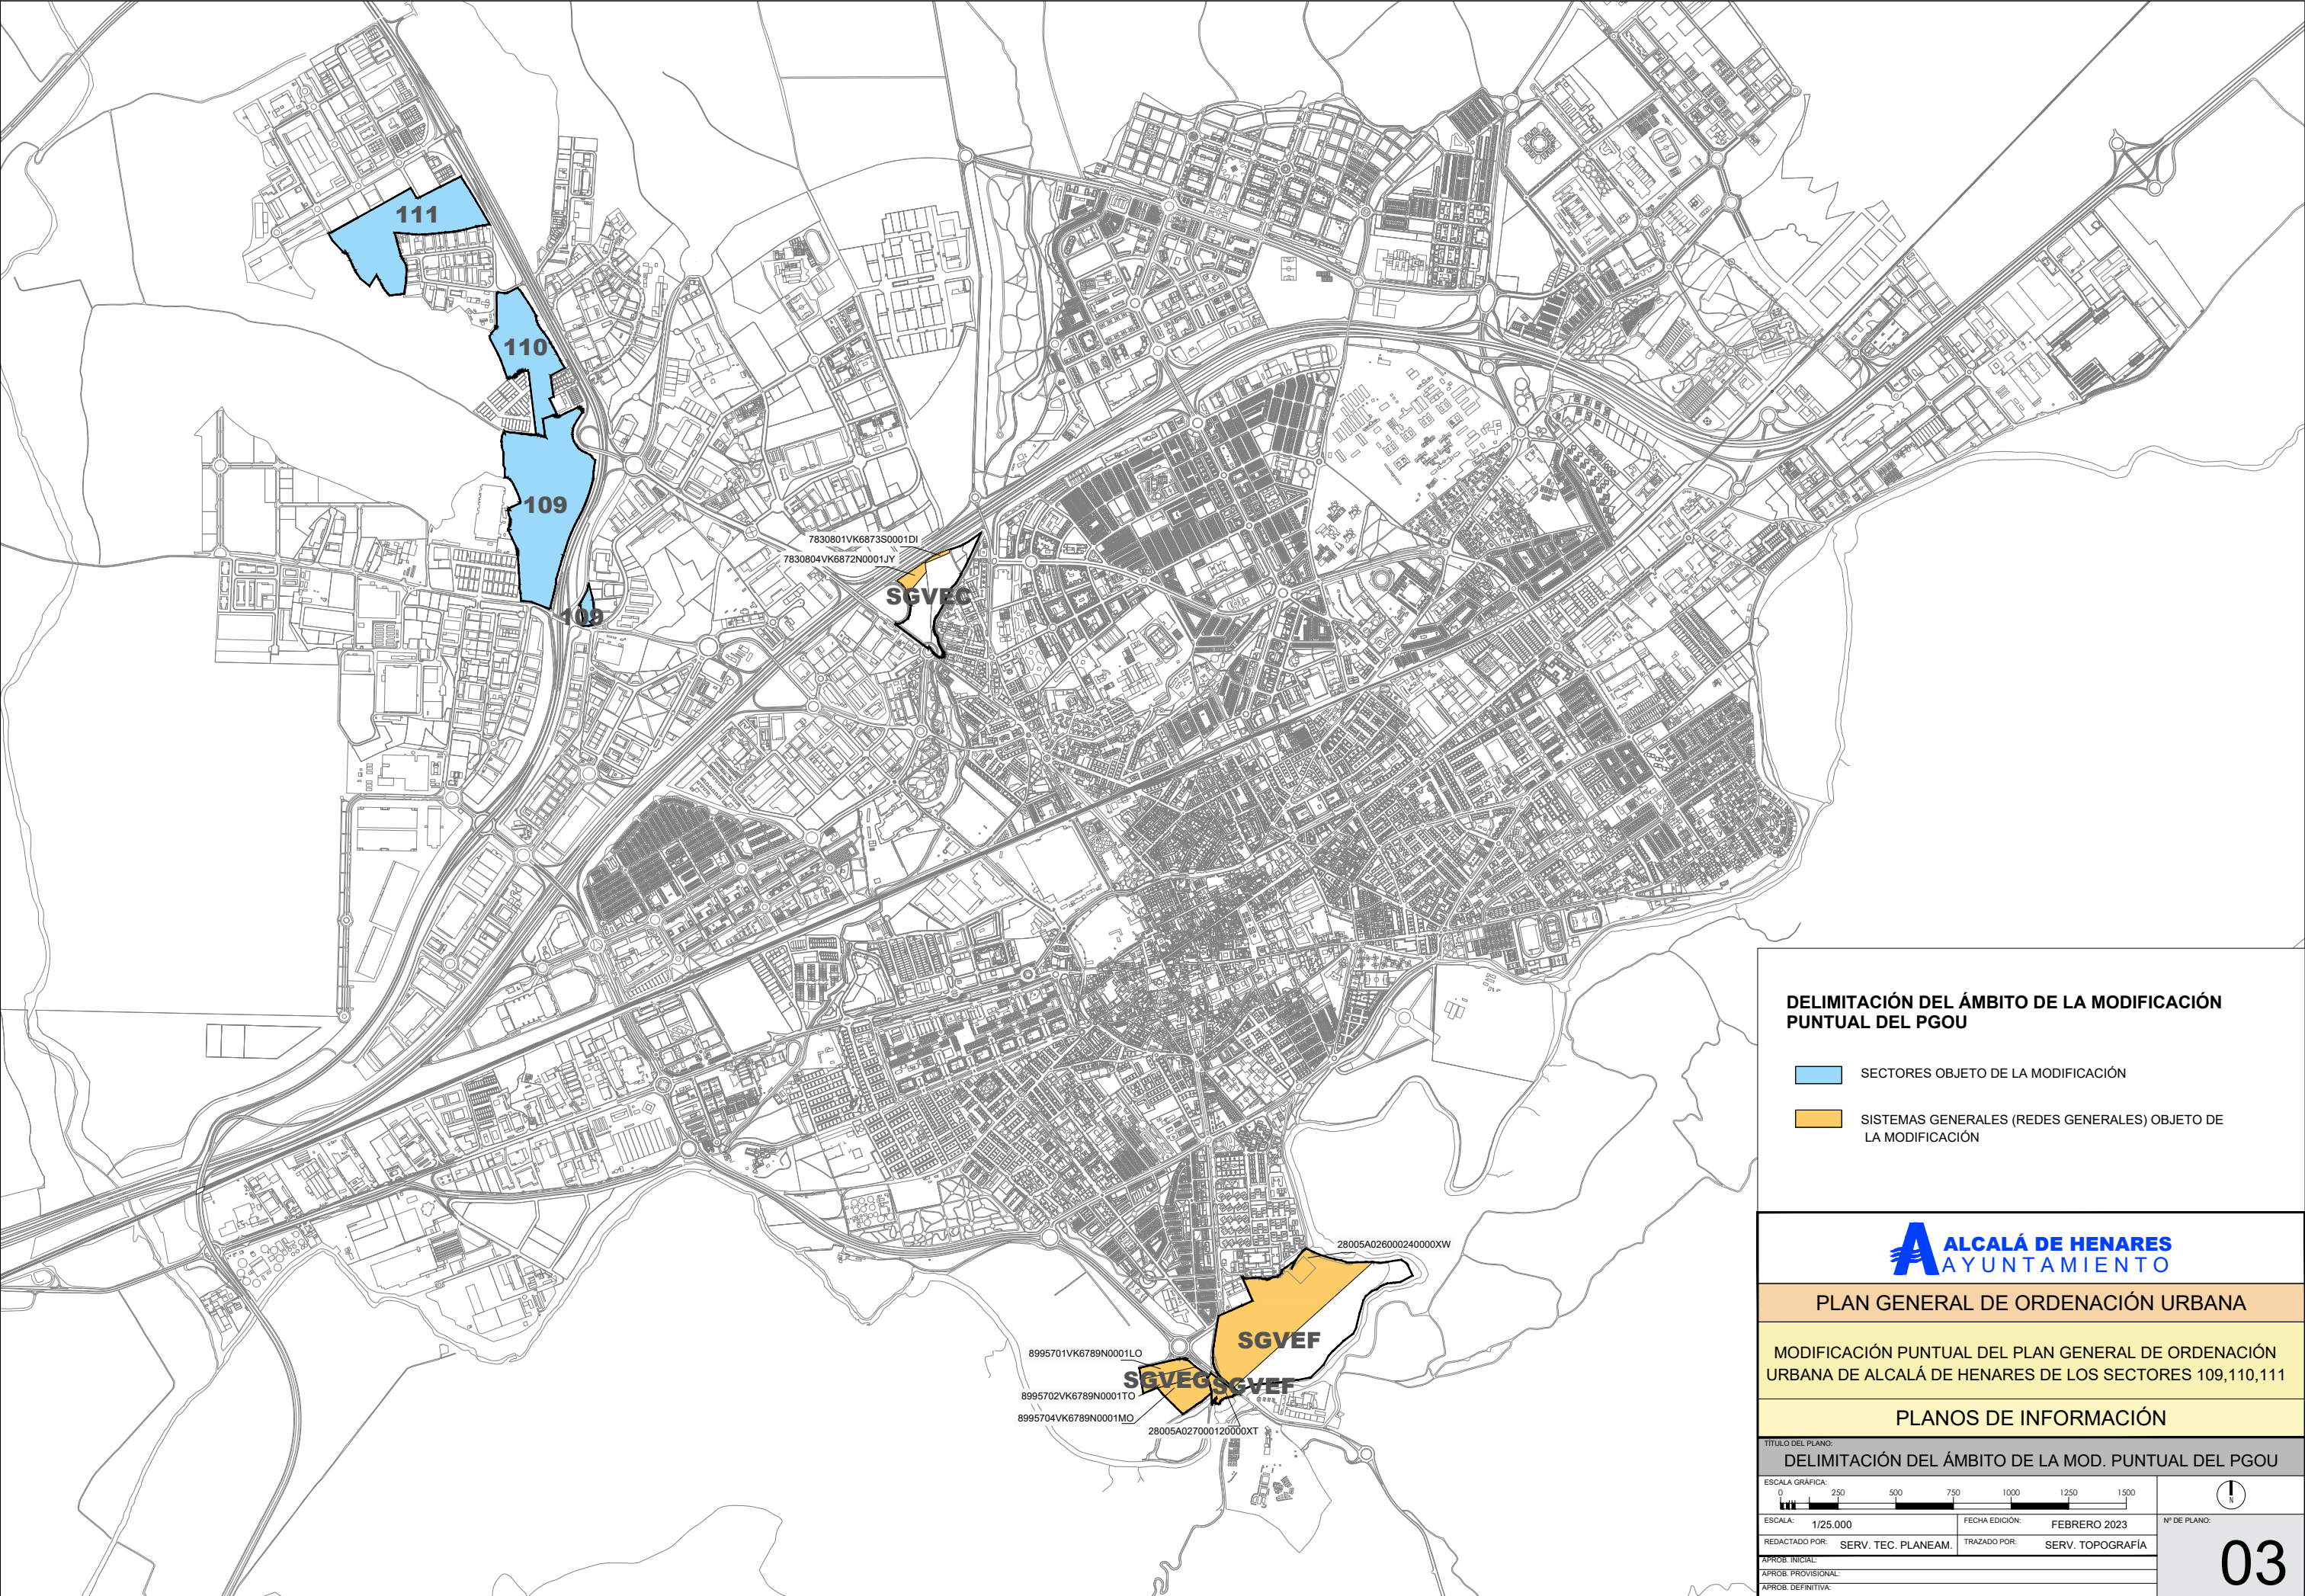 111
110
109
109
7830801VK6873S0001DI
7830804VK6872N0001JY
SGVEC
28005A026000240000XW
SGVEF
8995701VK6789N0001LO
SGVEG
SGVEF
8995702VK6789N0001TO
8995704VK6789N0001MO
28005A027000120000XT
DELIMITACIÓN DEL ÁMBITO DE LA MODIFICACIÓN
PUNTUAL DEL PGOU
SECTORES OBJETO DE LA MODIFICACIÓN
SISTEMAS GENERALES (REDES GENERALES) OBJETO DE
LA MODIFICACIÓN
ALCALÁ DE HENARES
AYUNTAMIENTO
PLAN GENERAL DE ORDENACIÓN URBANA
MODIFICACIÓN PUNTUAL DEL PLAN GENERAL DE ORDENACIÓN
URBANA DE ALCALÁ DE HENARES DE LOS SECTORES 109,110,111
PLANOS DE INFORMACIÓN
TÍTULO DEL PLANO:
DELIMITACIÓN DEL ÁMBITO DE LA MOD. PUNTUAL DEL PGOU
ESCALA GRÁFICA:
0 250 500 750 1000 1250 1500
N
ESCALA: 1/25.000 FECHA EDICIÓN: FEBRERO 2023 Nº DE PLANO:
REDACTADO POR: SERV. TEC. PLANEAM. TRAZADO POR: SERV. TOPOGRAFÍA
03
APROB. INICIAL:
APROB. PROVISIONAL:
APROB. DEFINITIVA: